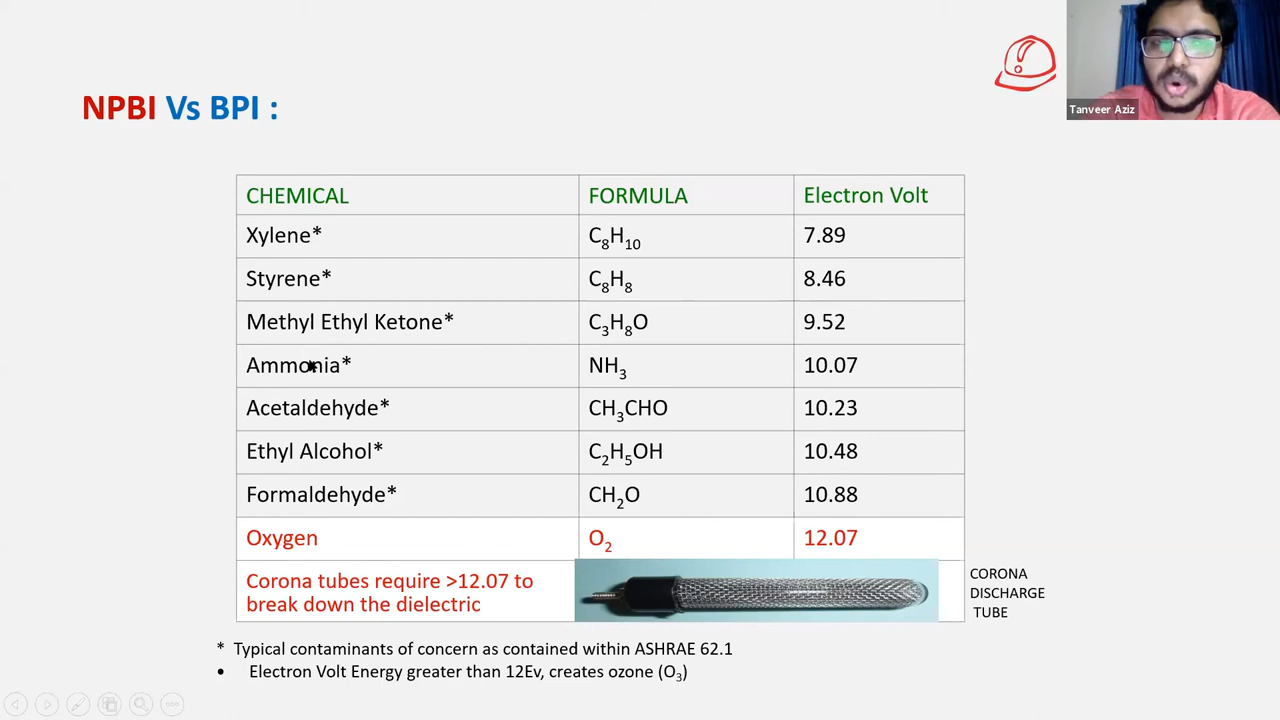 Tanveer Aziz
NPBI Vs BPI :
CHEMICAL FORMULA Electron Volt
Xylene* C₈H₁₀ 7.89
Styrene* C₈H₈ 8.46
Methyl Ethyl Ketone* C₃H₈O 9.52
Ammonia* NH₃ 10.07
Acetaldehyde* CH₃CHO 10.23
Ethyl Alcohol* C₂H₅OH 10.48
Formaldehyde* CH₂O 10.88
Oxygen O₂ 12.07
Corona tubes require >12.07 to
break down the dielectric
CORONA
DISCHARGE
TUBE
* Typical contaminants of concern as contained within ASHRAE 62.1
• Electron Volt Energy greater than 12Ev, creates ozone (O₃)